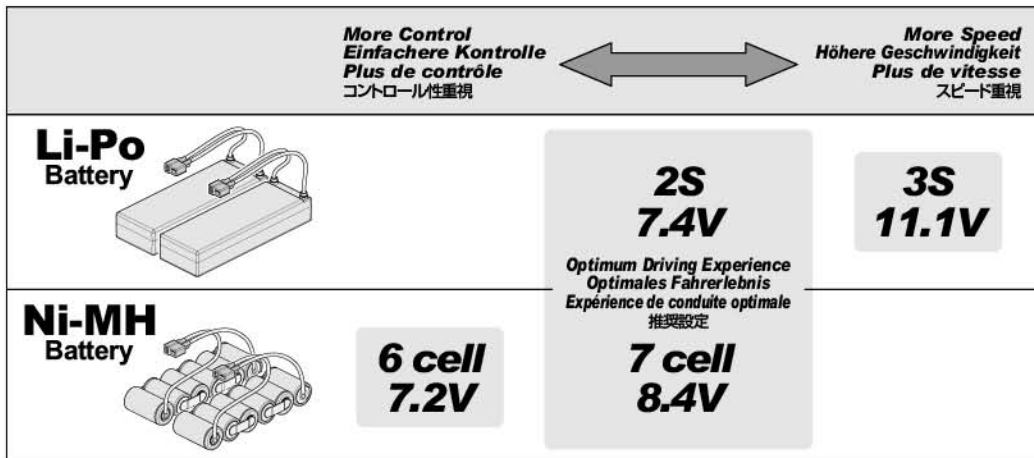 More Control
Einfachere Kontrolle
Plus de contrôle
コントロール性重視
More Speed
Höhere Geschwindigkeit
Plus de vitesse
スピード重視
Li-Po
Battery
2S
7.4V
3S
11.1V
Optimum Driving Experience
Optimales Fahrerlebnis
Expérience de conduite optimale
推奨設定
Ni-MH
Battery
6 cell
7.2V
7 cell
8.4V